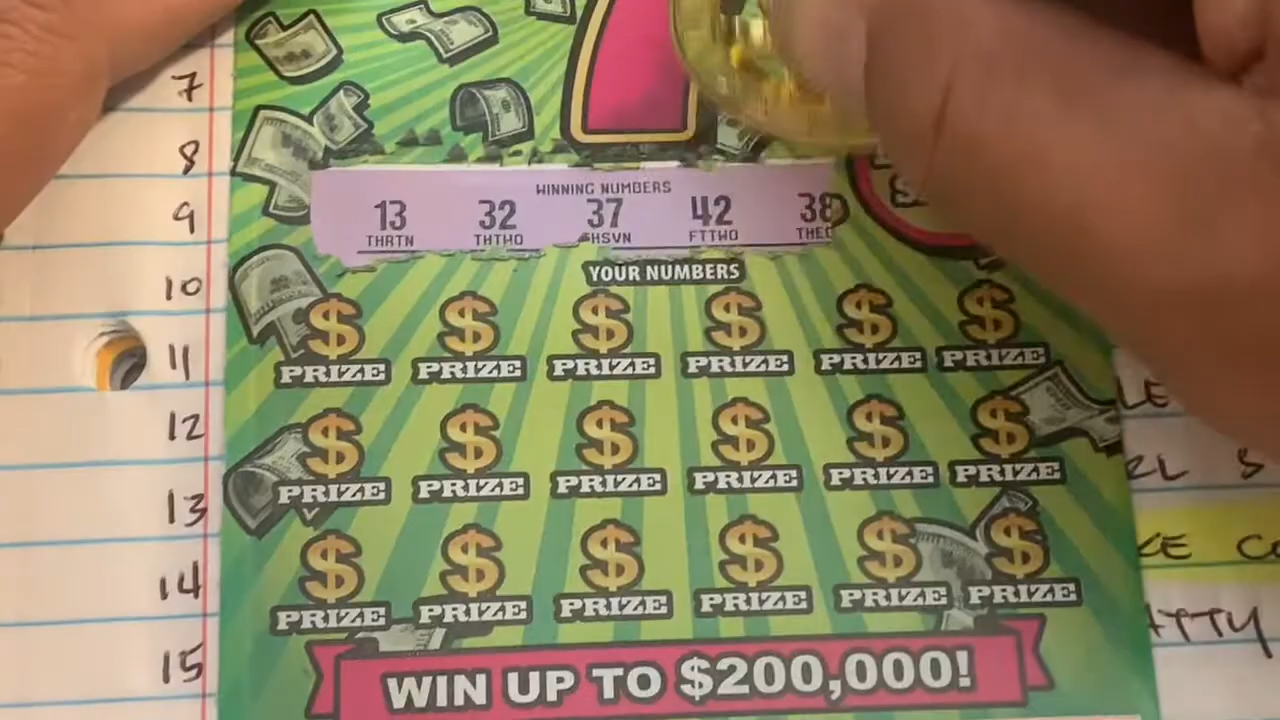 7
8
9
10
11
12
13
14
15
WINNING NUMBERS
13 32 37 42 38
THRTN THTWO THSVN FTTWO
YOUR NUMBERS
$ $ $ $ $ $
PRIZE PRIZE PRIZE PRIZE PRIZE PRIZE
$ $ $ $ $ $
PRIZE PRIZE PRIZE PRIZE PRIZE PRIZE
$ $ $ $ $ $
PRIZE PRIZE PRIZE PRIZE PRIZE PRIZE
WIN UP TO $200,000!